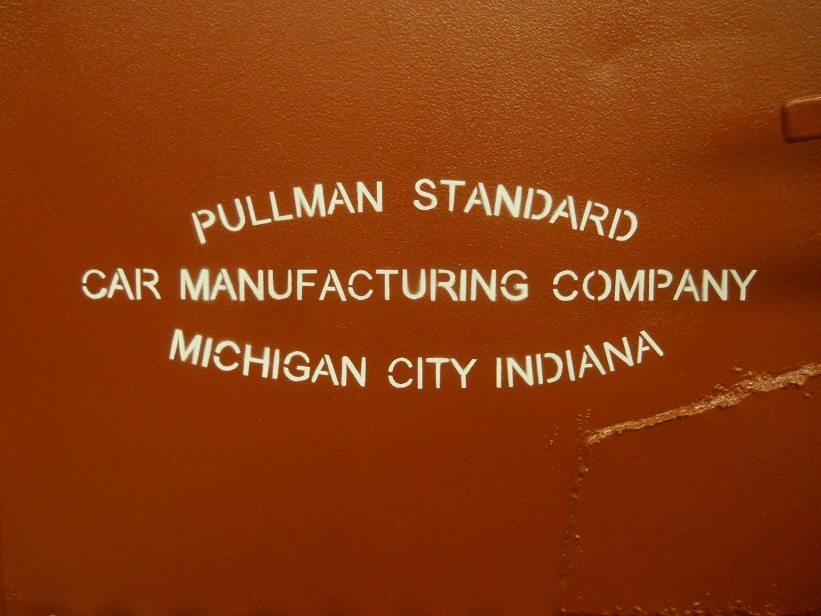 PULLMAN STANDARD
CAR MANUFACTURING COMPANY
MICHIGAN CITY INDIANA